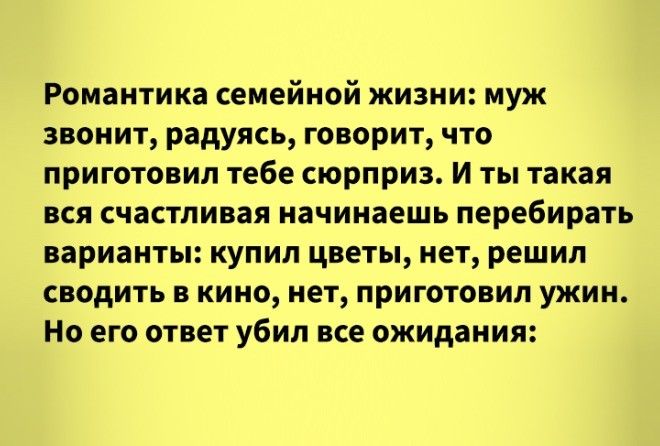 Романтика семейной жизни: муж
звонит, радуясь, говорит, что
приготовил тебе сюрприз. И ты такая
вся счастливая начинаешь перебирать
варианты: купил цветы, нет, решил
сводить в кино, нет, приготовил ужин.
Но его ответ убил все ожидания: